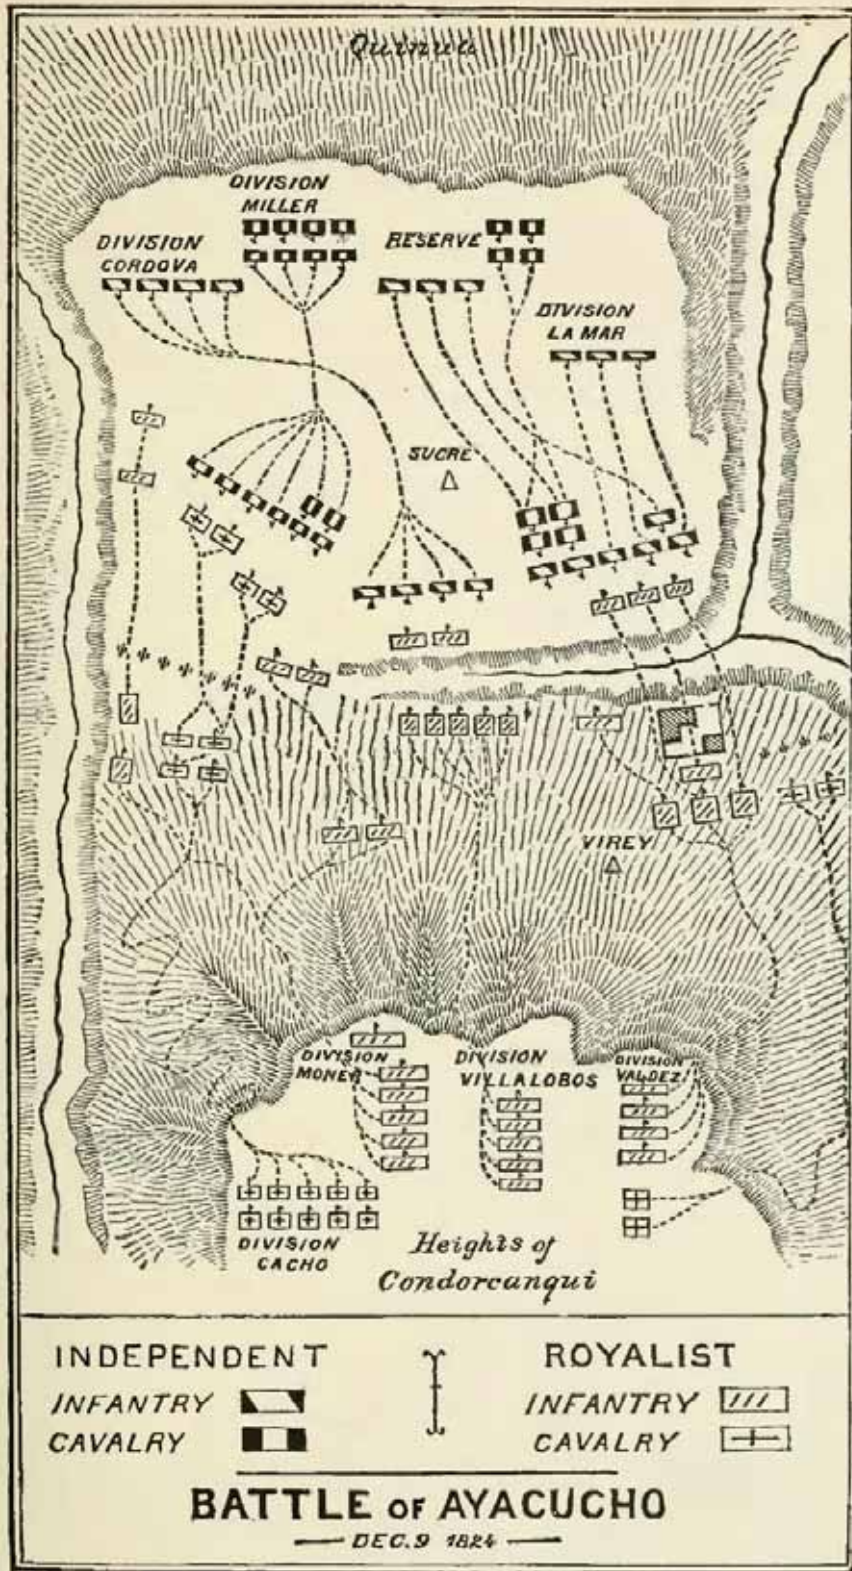 Quinua
DIVISION
MILLER
DIVISION
CORDOVA
RESERVE
DIVISION
LA MAR
SUCRE
VIREY
DIVISION
MONET
DIVISION
VILLALOBOS
DIVISION
VALDEZ
DIVISION
CACHO
Heights of
Condorcanqui
INDEPENDENT
INFANTRY
CAVALRY
ROYALIST
INFANTRY
CAVALRY
BATTLE OF AYACUCHO
DEC. 9 1824